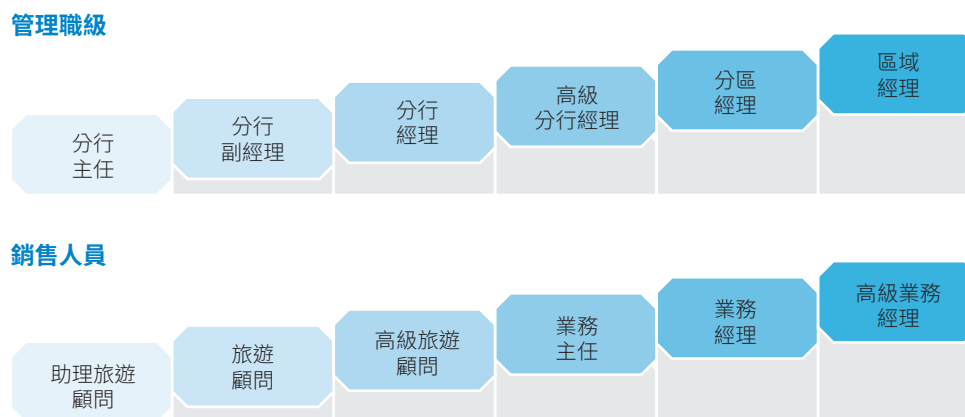 管理職級
分行
主任
分行
副經理
分行
經理
高級
分行經理
分區
經理
區域
經理
銷售人員
助理旅遊
顧問
旅遊
顧問
高級旅遊
顧問
業務
主任
業務
經理
高級業務
經理